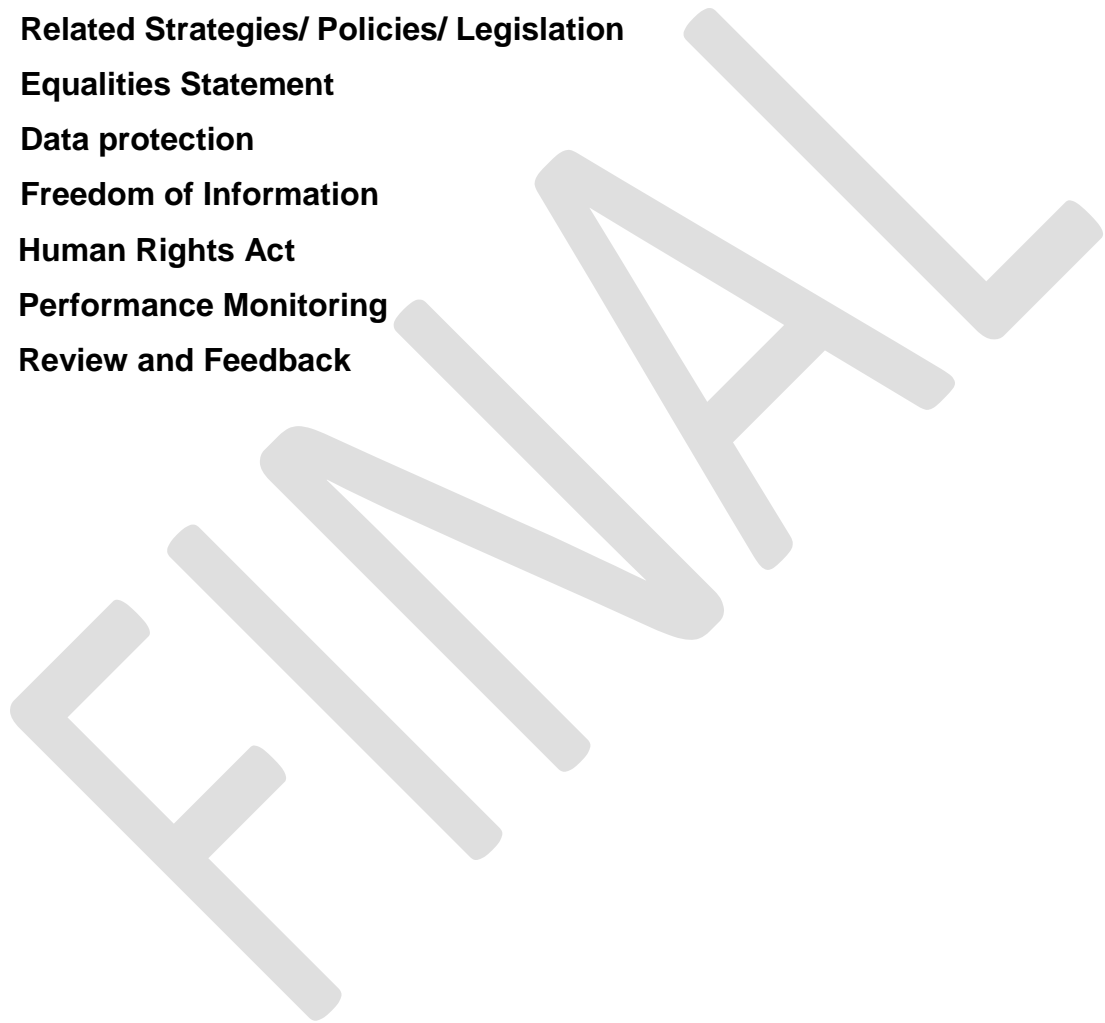 Related Strategies/ Policies/ Legislation
Equalities Statement
Data protection
Freedom of Information
Human Rights Act
Performance Monitoring
Review and Feedback
FINAL